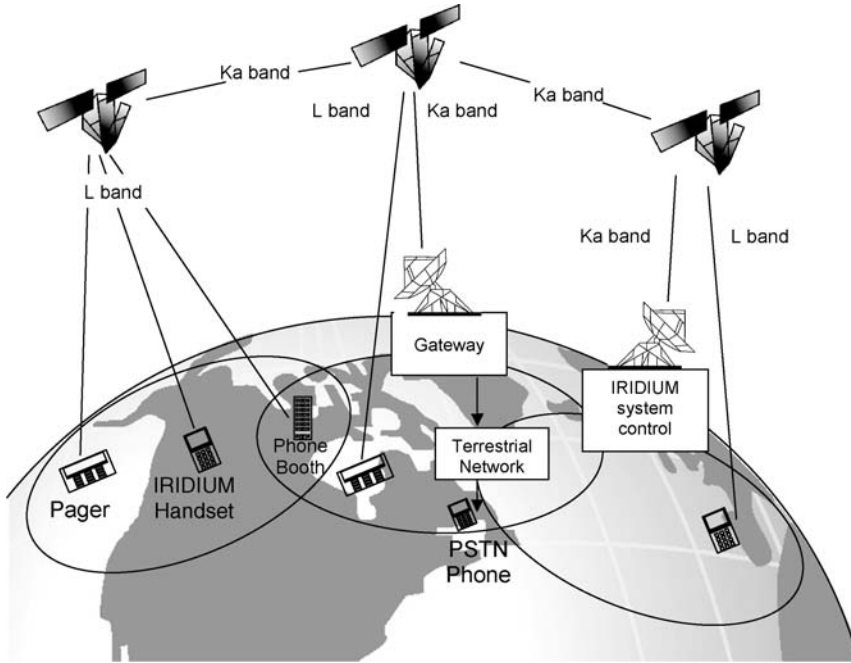 Ka band
Ka band
L band
Ka band
L band
Ka band
L band
Gateway
IRIDIUM
system
control
Phone
Booth
Terrestrial
Network
Pager
IRIDIUM
Handset
PSTN
Phone